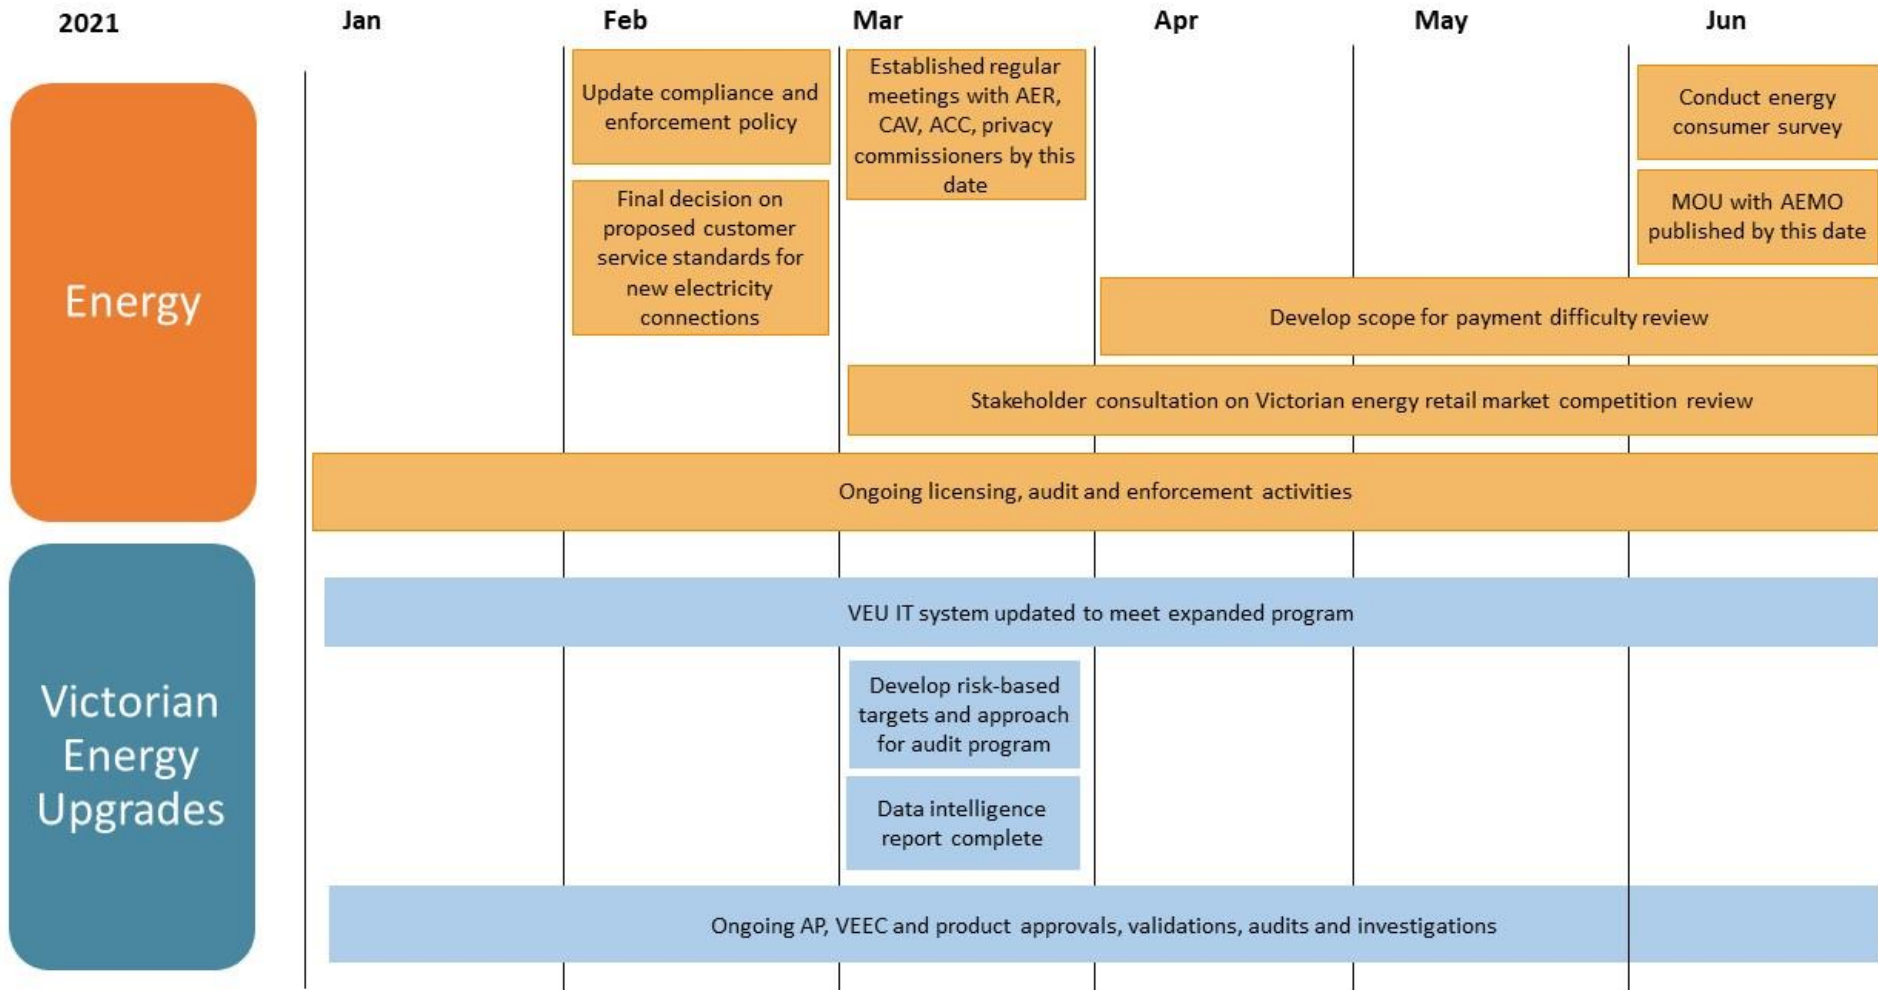 2021
Jan
Feb
Mar
Apr
May
Jun
Energy
Update compliance and
enforcement policy
Final decision on
proposed customer
service standards for
new electricity
connections
Established regular
meetings with AER,
CAV, ACC, privacy
commissioners by this
date
Conduct energy
consumer survey
MOU with AEMO
published by this date
Develop scope for payment difficulty review
Stakeholder consultation on Victorian energy retail market competition review
Ongoing licensing, audit and enforcement activities
Victorian
Energy
Upgrades
VEU IT system updated to meet expanded program
Develop risk-based
targets and approach
for audit program
Data intelligence
report complete
Ongoing AP, VEEC and product approvals, validations, audits and investigations